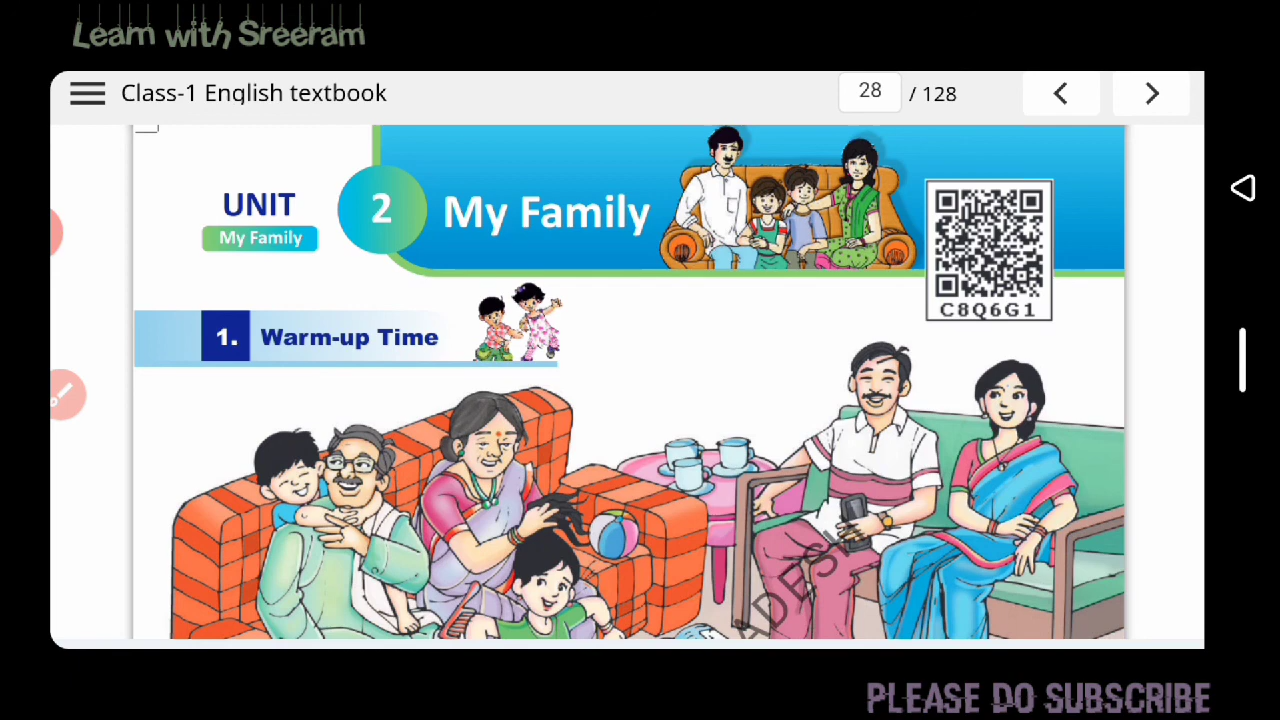 Learn with Sreeram
Class-1 English textbook
28 / 128
UNIT
My Family
2
My Family
C8Q6G1
1. Warm-up Time
ADES
PLEASE DO SUBSCRIBE